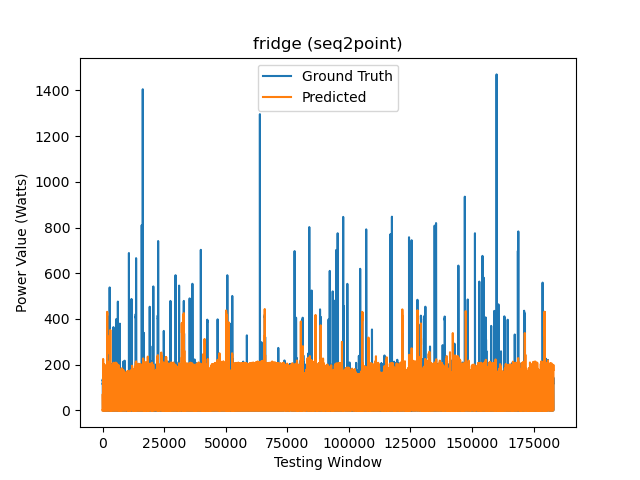 fridge (seq2point)
Ground Truth
Predicted
Power Value (Watts)
1400
1200
1000
800
600
400
200
0
0 25000 50000 75000 100000 125000 150000 175000
Testing Window